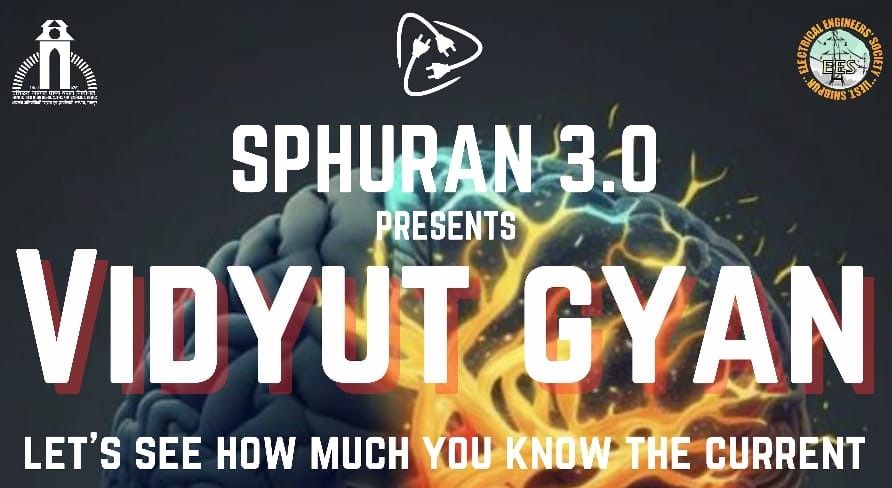 ELECTRICAL ENGINEERS' SOCIETY
IIEST, SHIBPUR
EES
SPHURAN 3.0
PRESENTS
VIDYUT GYAN
LET'S SEE HOW MUCH YOU KNOW THE CURRENT